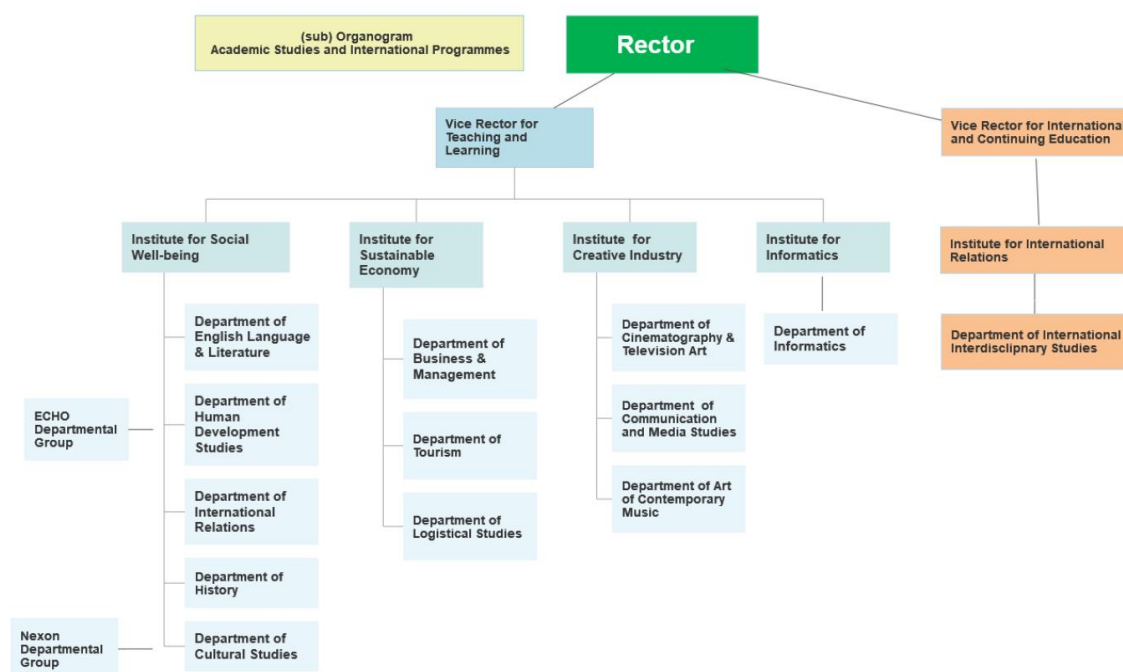 (sub) Organogram
Academic Studies and International Programmes
Rector
Vice Rector for
Teaching and
Learning
Vice Rector for International
and Continuing Education
Institute for Social
Well-being
Institute for
Sustainable
Economy
Institute for
Creative Industry
Institute for
Informatics
Institute for International
Relations
Department of
English Language
& Literature
Department of
Human
Development
Studies
Department of
International
Relations
Department of
History
Department of
Cultural Studies
ECHO
Departmental
Group
Nexon
Departmental
Group
Department of
Business &
Management
Department of
Tourism
Department of
Logistical Studies
Department of
Cinematography &
Television Art
Department of
Communication
and Media Studies
Department of Art
of Contemporary
Music
Department of
Informatics
Department of International
Interdisciplnary Studies